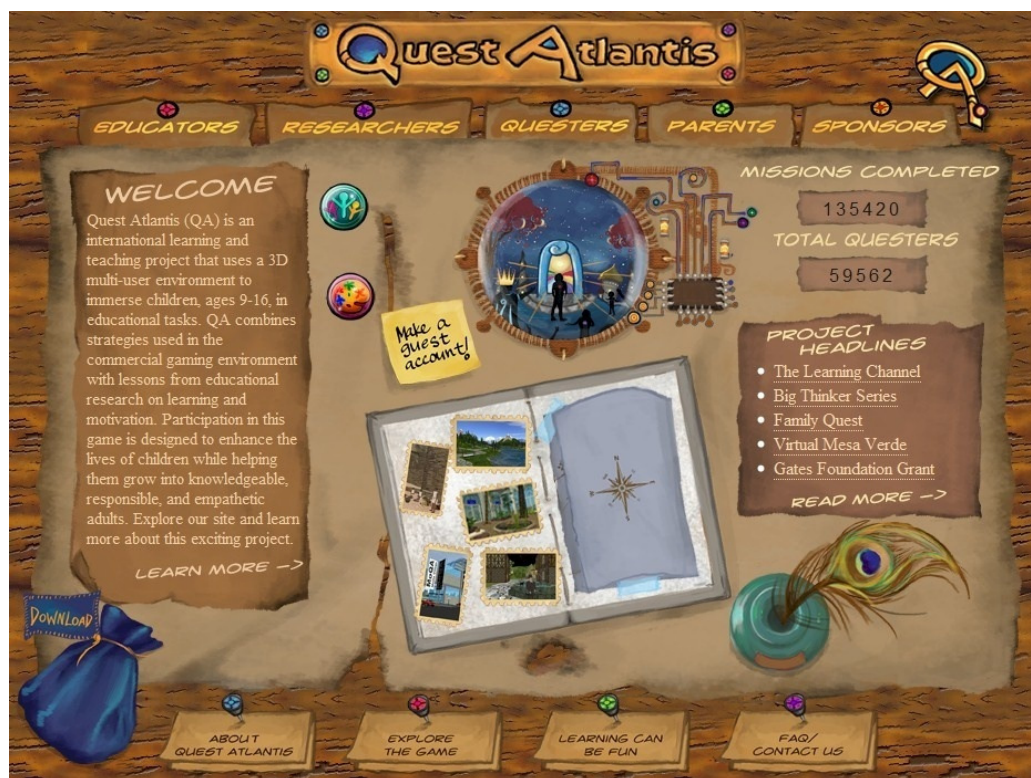 Quest Atlantis
EDUCATORS
RESEARCHERS
QUESTERS
PARENTS
SPONSORS
WELCOME
Quest Atlantis (QA) is an
international learning and
teaching project that uses a 3D
multi-user environment to
immerse children, ages 9-16, in
educational tasks. QA combines
strategies used in the
commercial gaming environment
with lessons from educational
research on learning and
motivation. Participation in this
game is designed to enhance the
lives of children while helping
them grow into knowledgeable,
responsible, and empathetic
adults. Explore our site and learn
more about this exciting project.
LEARN MORE -->
Make a
guest
account!
MISSIONS COMPLETED
135420
TOTAL QUESTERS
59562
PROJECT
HEADLINES
• The Learning Channel
• Big Thinker Series
• Family Quest
• Virtual Mesa Verde
• Gates Foundation Grant
READ MORE -->
MoQA
DOWNLOAD
ABOUT
QUEST ATLANTIS
EXPLORE
THE GAME
LEARNING CAN
BE FUN
FAQ/
CONTACT US